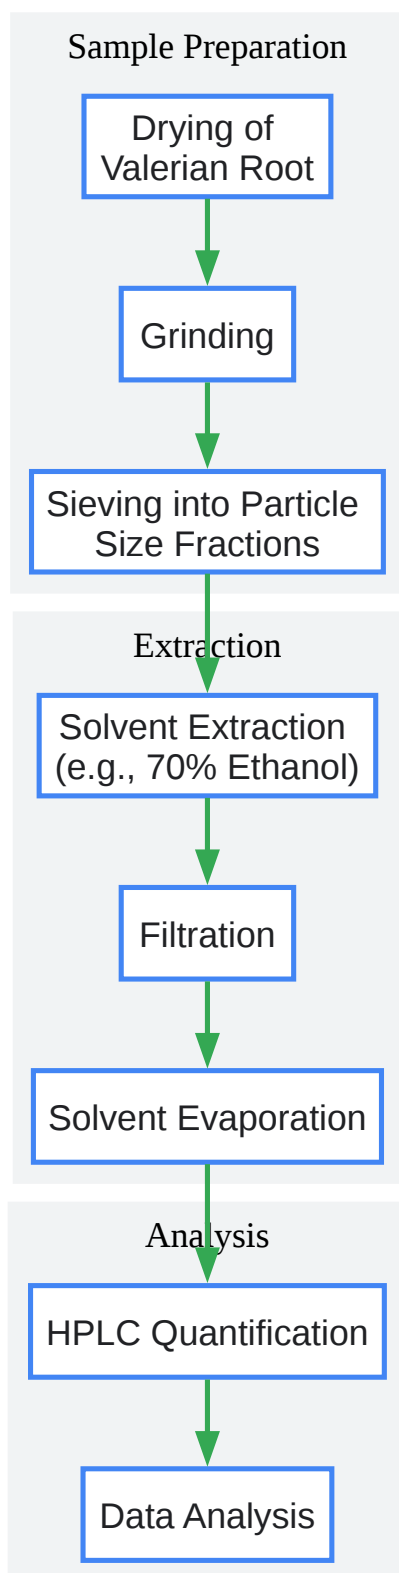 Sample Preparation
Drying of
Valerian Root
Grinding
Sieving into Particle
Size Fractions
Extraction
Solvent Extraction
(e.g., 70% Ethanol)
Filtration
Solvent Evaporation
Analysis
HPLC Quantification
Data Analysis